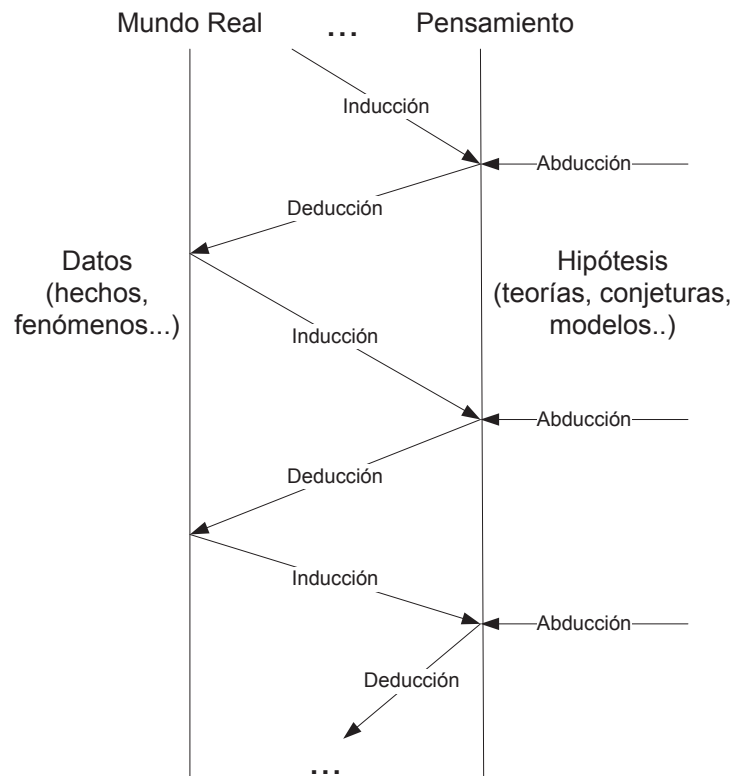 Mundo Real ... Pensamiento
Inducción
Abducción
Deducción
Datos
(hechos,
fenómenos...)
Hipótesis
(teorías, conjeturas,
modelos..)
Inducción
Abducción
Deducción
Inducción
Abducción
Deducción
...